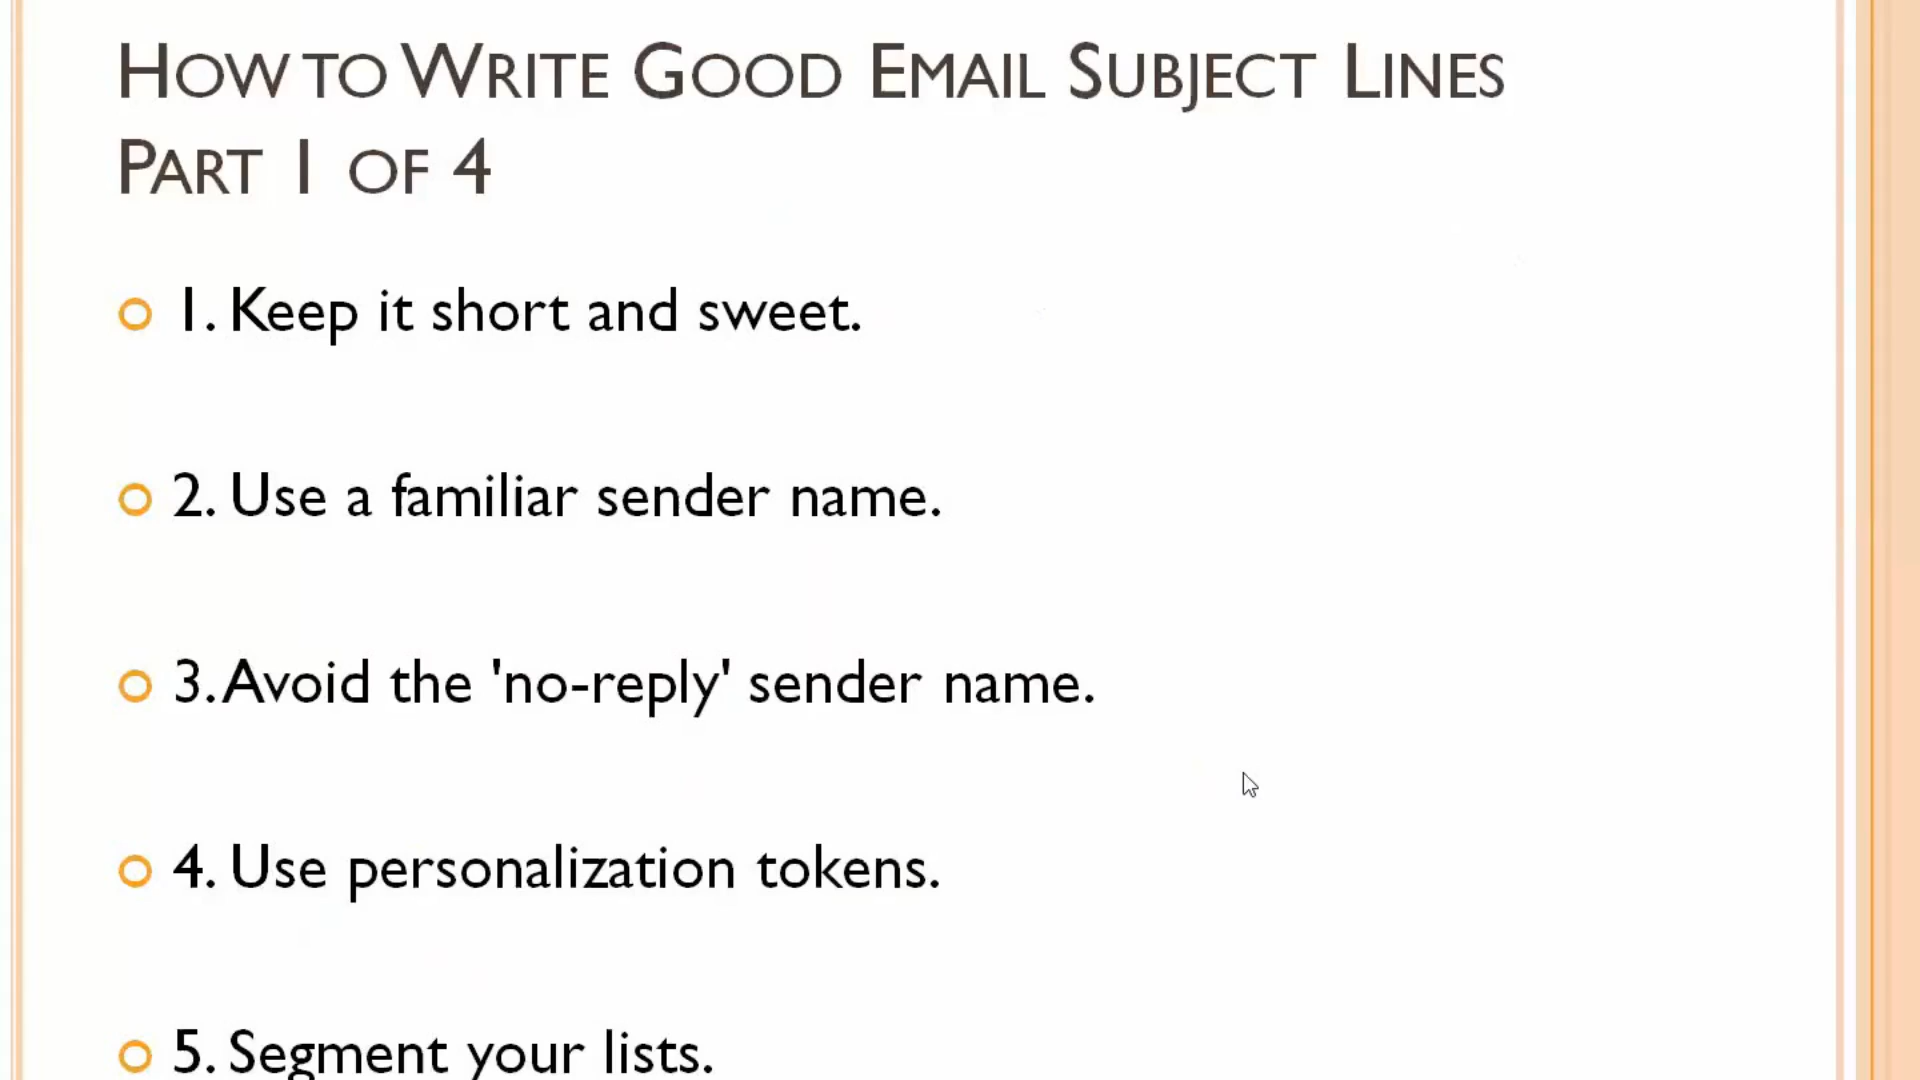 How to Write Good Email Subject Lines
Part 1 of 4
1. Keep it short and sweet.
2. Use a familiar sender name.
3. Avoid the 'no-reply' sender name.
4. Use personalization tokens.
5. Segment your lists.